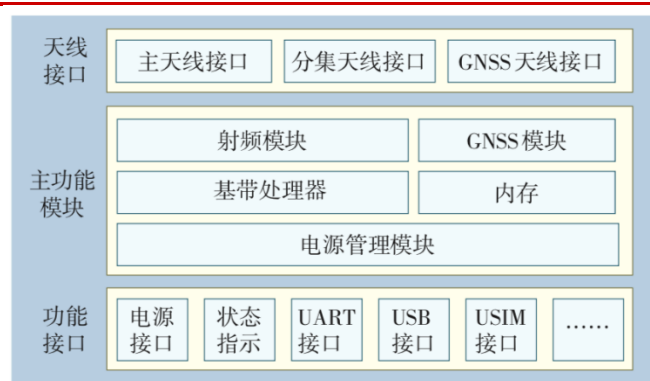 天线
接口
主天线接口 分集天线接口 GNSS天线接口
主功能
模块
射频模块 GNSS模块
基带处理器 内存
电源管理模块
功能
接口
电源 状态 UART USB USIM ……
接口 指示 接口 接口 接口